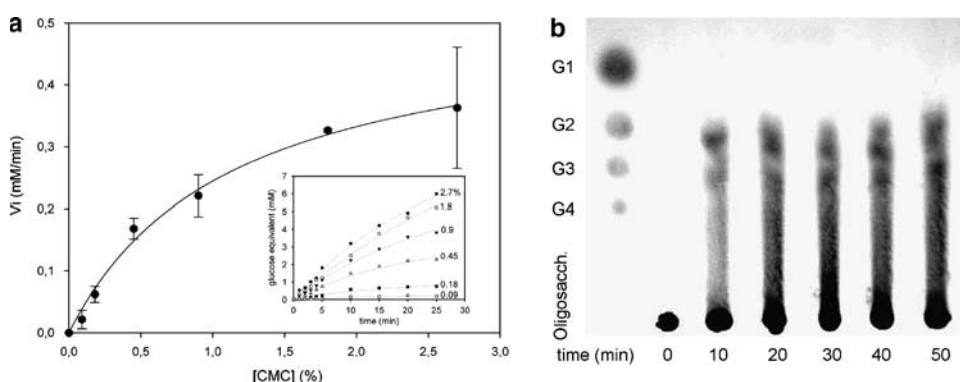 a
0,5
0,4
0,3
0,2
0,1
0,0
Vi (mM/min)
0,0 0,5 1,0 1,5 2,0 2,5 3,0
[CMC] (%)
7
6
5
4
3
2
1
0
glucose equivalent (mM)
2.7%
1.8
0.9
0.45
0.18
0.09
0 5 10 15 20 25 30
time (min)
b
G1
G2
G3
G4
Oligosacch.
time (min) 0 10 20 30 40 50